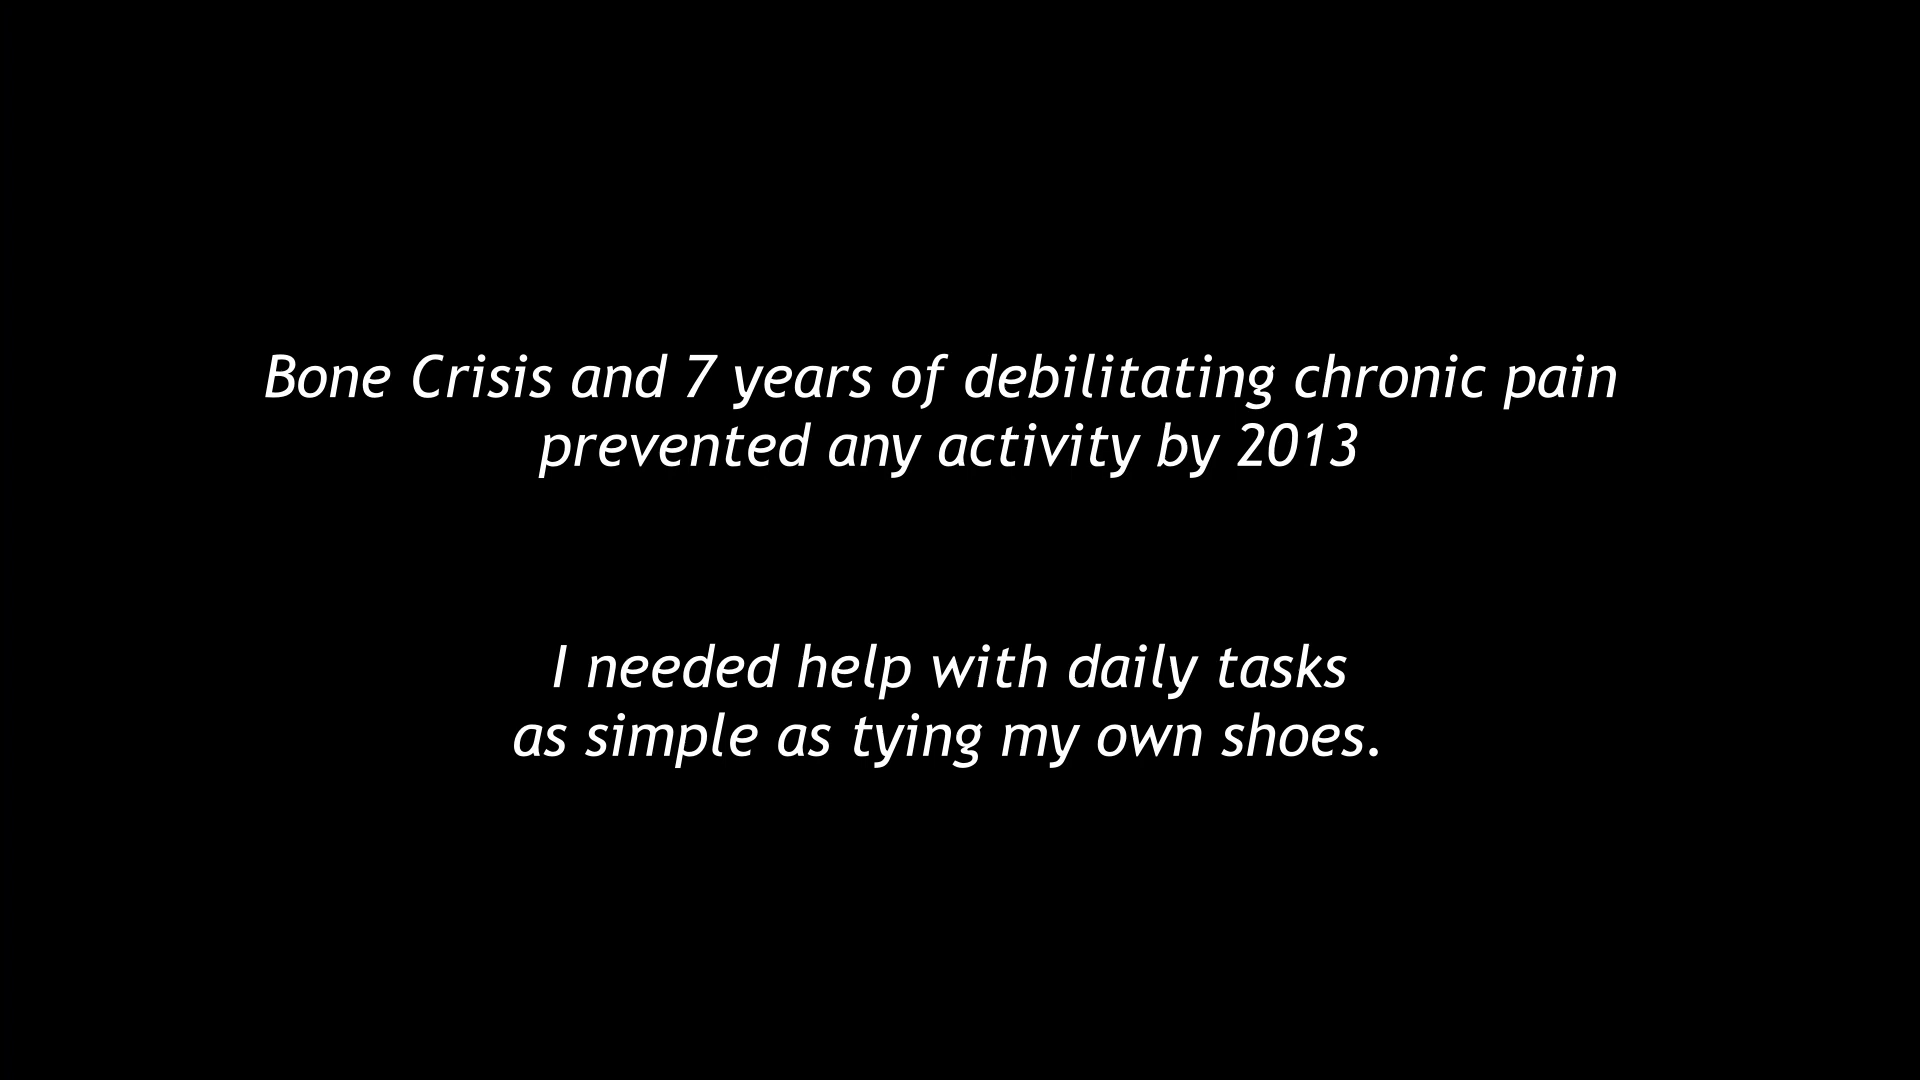 Bone Crisis and 7 years of debilitating chronic pain
prevented any activity by 2013
I needed help with daily tasks
as simple as tying my own shoes.